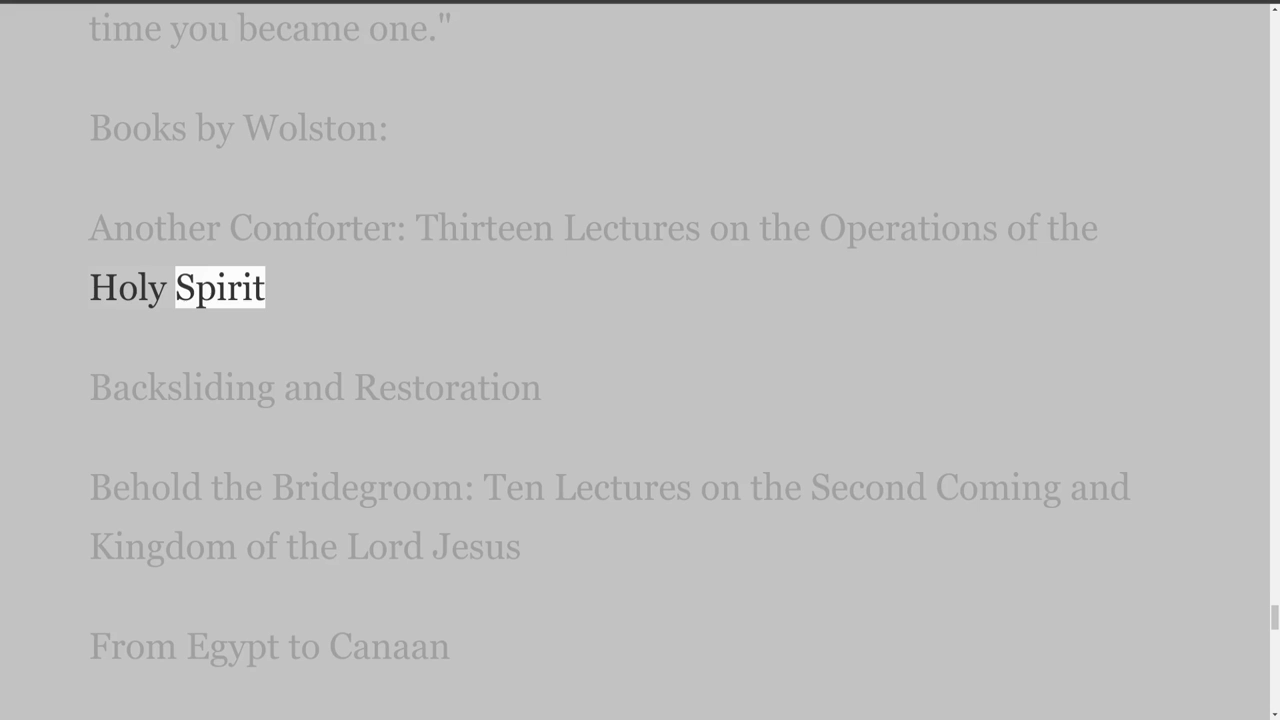 time you became one."
Books by Wolston:
Another Comforter: Thirteen Lectures on the Operations of the
Holy Spirit
Backsliding and Restoration
Behold the Bridegroom: Ten Lectures on the Second Coming and
Kingdom of the Lord Jesus
From Egypt to Canaan